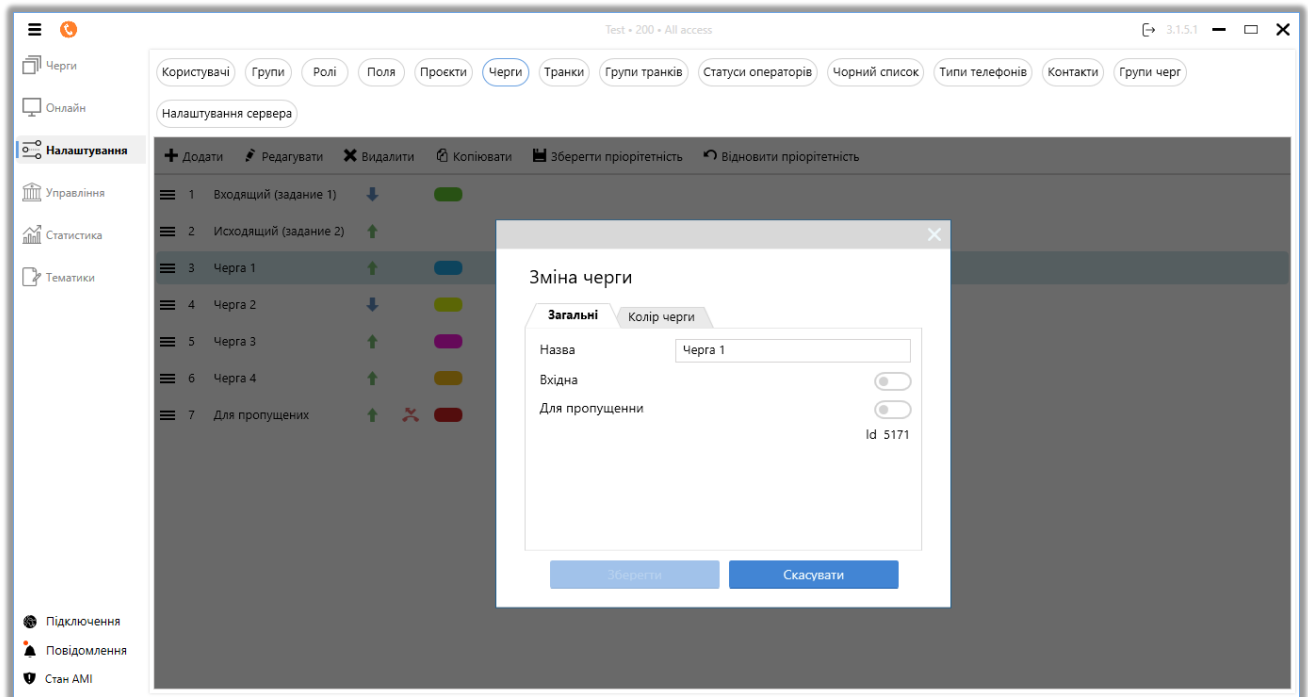 Test • 200 • All access
3.1.5.1
Черги
Онлайн
Налаштування
Управління
Статистика
Тематики
Підключення
Повідомлення
Стан AMI
Користувачі Групи Ролі Поля Проєкти Черги Транки Групи транків Статуси операторів Чорний список Типи телефонів Контакти Групи черг
Налаштування сервера
Додати Редагувати Видалити Копіювати Зберегти пріорітетність Відновити пріорітетність
1 Входящий (задание 1)
2 Исходящий (задание 2)
3 Черга 1
4 Черга 2
5 Черга 3
6 Черга 4
7 Для пропущених
Зміна черги
Загальні Колір черги
Назва Черга 1
Вхідна
Для пропущенни
Id 5171
Зберегти Скасувати